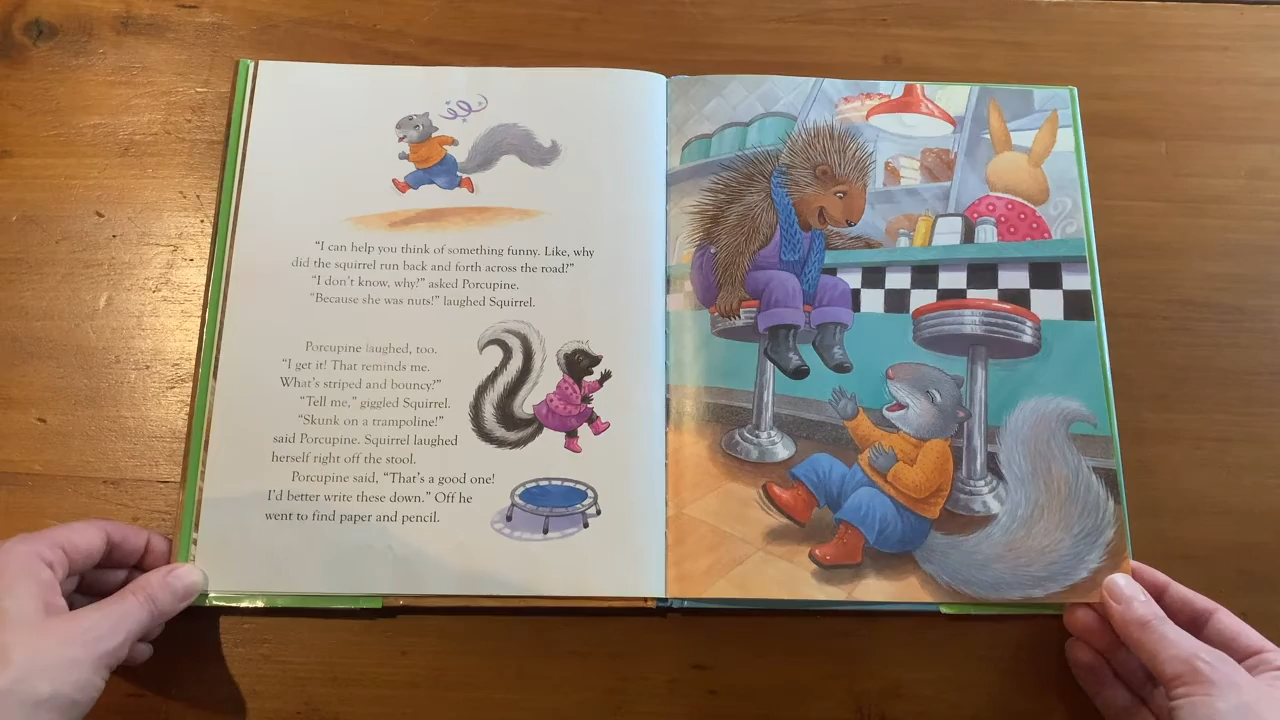 “I can help you think of something funny. Like, why
did the squirrel run back and forth across the road?”
“I don’t know, why?” asked Porcupine.
“Because she was nuts!” laughed Squirrel.
Porcupine laughed, too.
“I get it! That reminds me.
What’s striped and bouncy?”
“Tell me,” giggled Squirrel.
“Skunk on a trampoline!”
said Porcupine. Squirrel laughed
herself right off the stool.
Porcupine said, “That’s a good one!
I’d better write these down.” Off he
went to find paper and pencil.